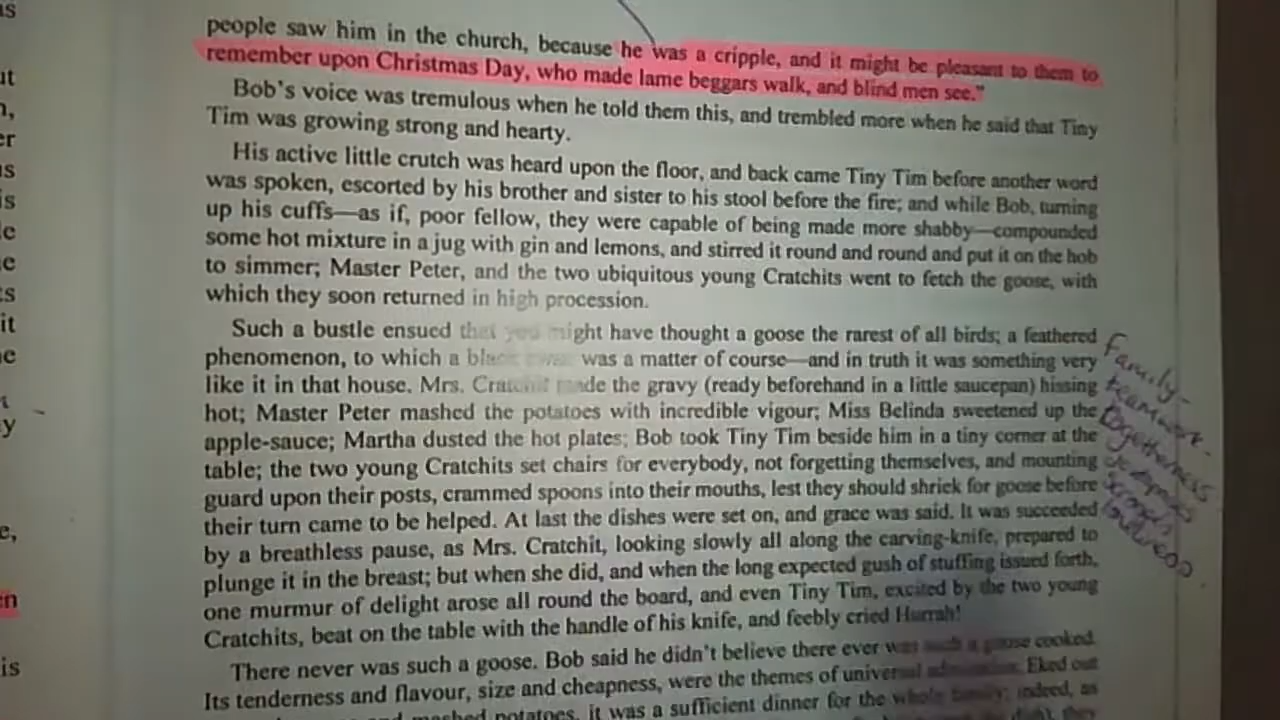 people saw him in the church, because he was a cripple, and it might be pleasant to them to
remember upon Christmas Day, who made lame beggars walk, and blind men see."
Bob's voice was tremulous when he told them this, and trembled more when he said that Tiny
Tim was growing strong and hearty.
His active little crutch was heard upon the floor, and back came Tiny Tim before another word
was spoken, escorted by his brother and sister to his stool before the fire; and while Bob, turning
up his cuffs—as if, poor fellow, they were capable of being made more shabby—compounded
some hot mixture in a jug with gin and lemons, and stirred it round and round and put it on the hob
to simmer; Master Peter, and the two ubiquitous young Cratchits went to fetch the goose, with
which they soon returned in high procession.
Such a bustle ensued that you might have thought a goose the rarest of all birds; a feathered
phenomenon, to which a black was a matter of course—and in truth it was something very
like it in that house. Mrs. Cratchit made the gravy (ready beforehand in a little saucepan) hissing
hot; Master Peter mashed the potatoes with incredible vigour; Miss Belinda sweetened up the
apple-sauce; Martha dusted the hot plates; Bob took Tiny Tim beside him in a tiny corner at the
table; the two young Cratchits set chairs for everybody, not forgetting themselves, and mounting
guard upon their posts, crammed spoons into their mouths, lest they should shriek for goose before
their turn came to be helped. At last the dishes were set on, and grace was said. It was succeeded
by a breathless pause, as Mrs. Cratchit, looking slowly all along the carving-knife, prepared to
plunge it in the breast; but when she did, and when the long expected gush of stuffing issued forth,
one murmur of delight arose all round the board, and even Tiny Tim, excited by the two young
Cratchits, beat on the table with the handle of his knife, and feebly cried Hurrah!
There never was such a goose. Bob said he didn't believe there ever was such a goose cooked.
Its tenderness and flavour, size and cheapness, were the themes of universal admiration. Eked out
mashed potatoes, it was a sufficient dinner for the whole family; indeed, as
they
Family-
teamwork-
togetherness